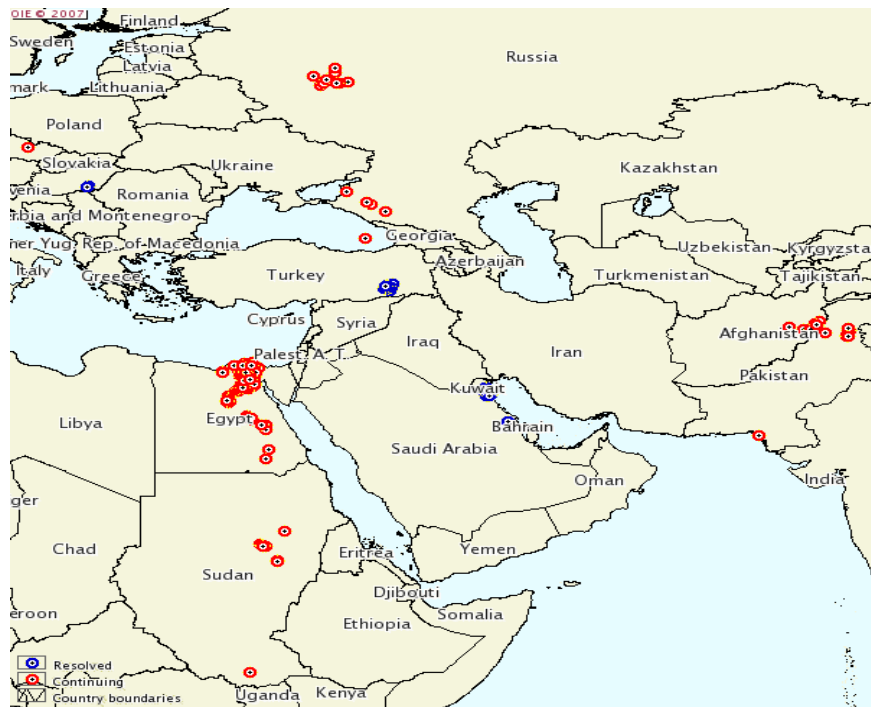 OIE © 2007
Finland
Sweden
Estonia
Russia
Latvia
mark
Lithuania
Poland
Slovakia
Ukraine
Kazakhstan
venia
Romania
rbia and Montenegro
ner Yug. Rep. of Macedonia
Georgia
Uzbekistan
Kyrgyzsta
Italy
Greece
Turkey
Azerbaijan
Turkmenistan
Tajikistan
Cyprus
Syria
Afghanistan
Palest. A. T.
Iraq
Iran
Pakistan
Kuwait
Libya
Egypt
Bahrain
Saudi Arabia
Oman
India
ger
Chad
Eritrea
Yemen
Sudan
Djibouti
eroon
Ethiopia
Somalia
Resolved
Continuing
Country boundaries
Uganda
Kenya